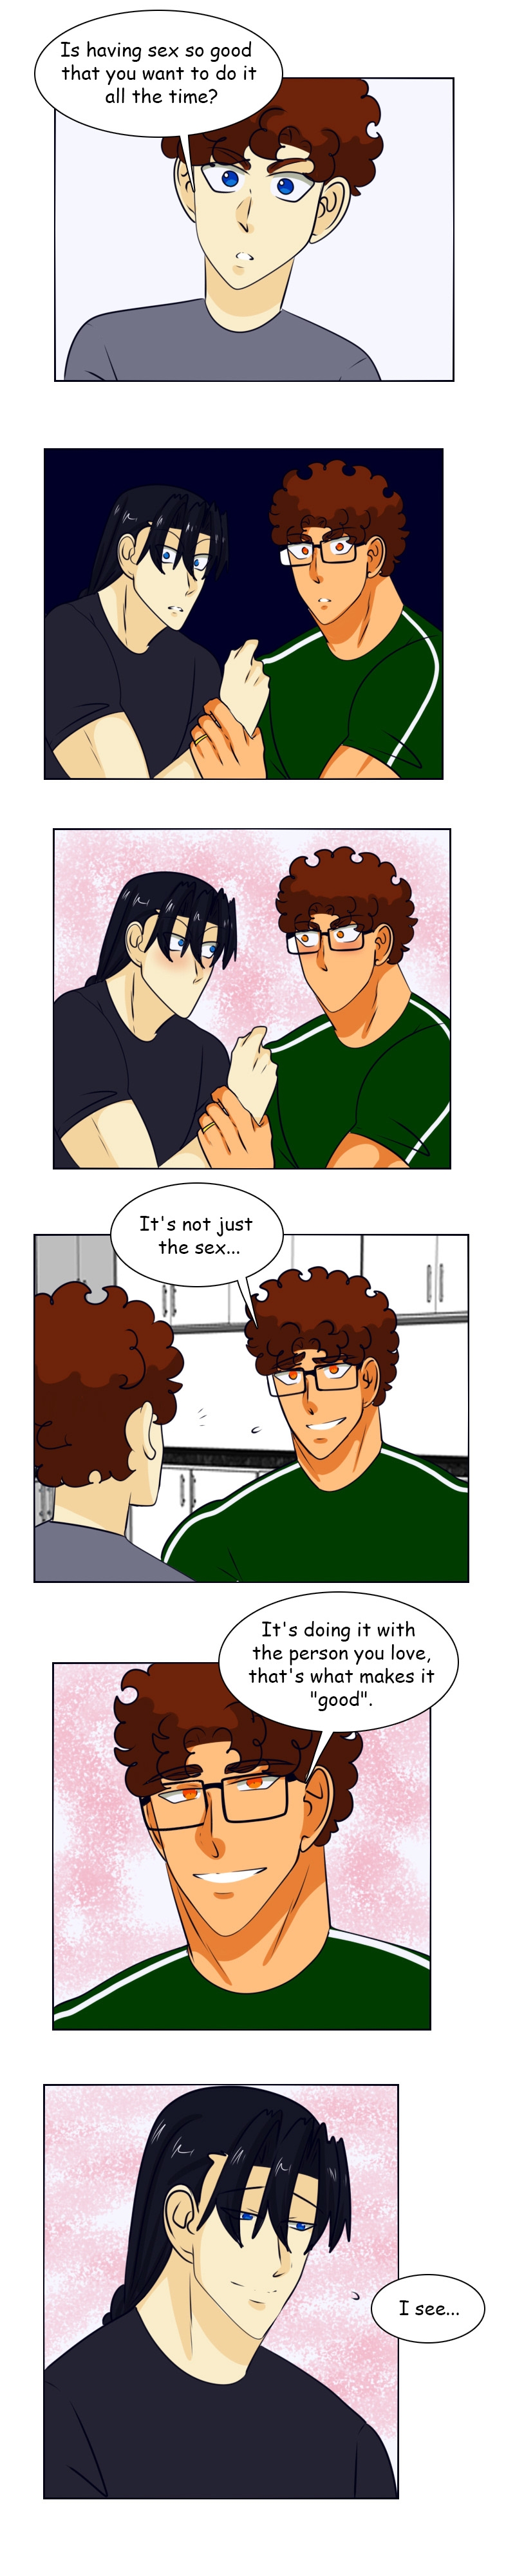 Is having sex so good
that you want to do it
all the time?
It's not just
the sex...
It's doing it with
the person you love,
that's what makes it
"good".
I see...